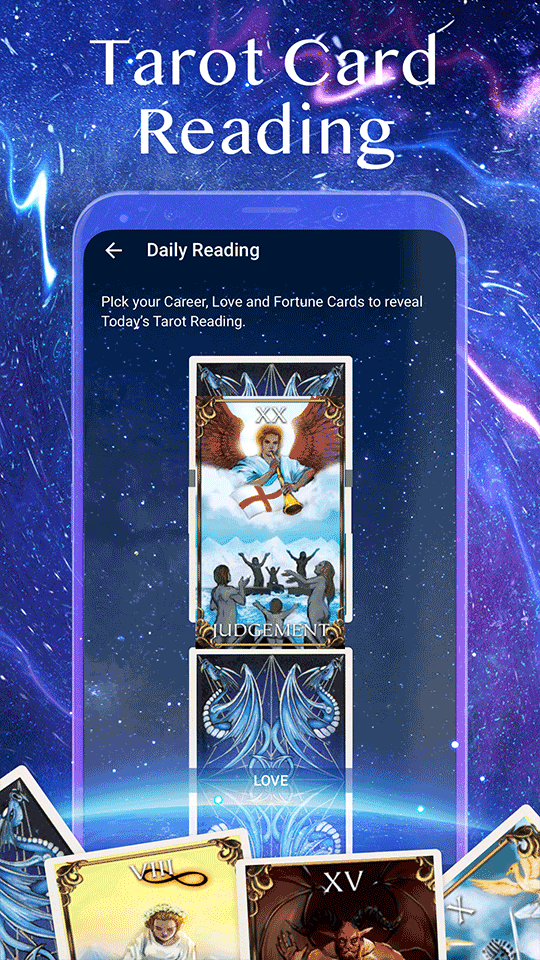 Tarot Card
Reading
Daily Reading
PIck your Career, Love and Fortune Cards to reveal
Today's Tarot Reading.
XX
JUDGEMENT
LOVE
VIII
XV
X